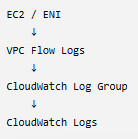 EC2 / ENI
↓
VPC Flow Logs
↓
CloudWatch Log Group
↓
CloudWatch Logs